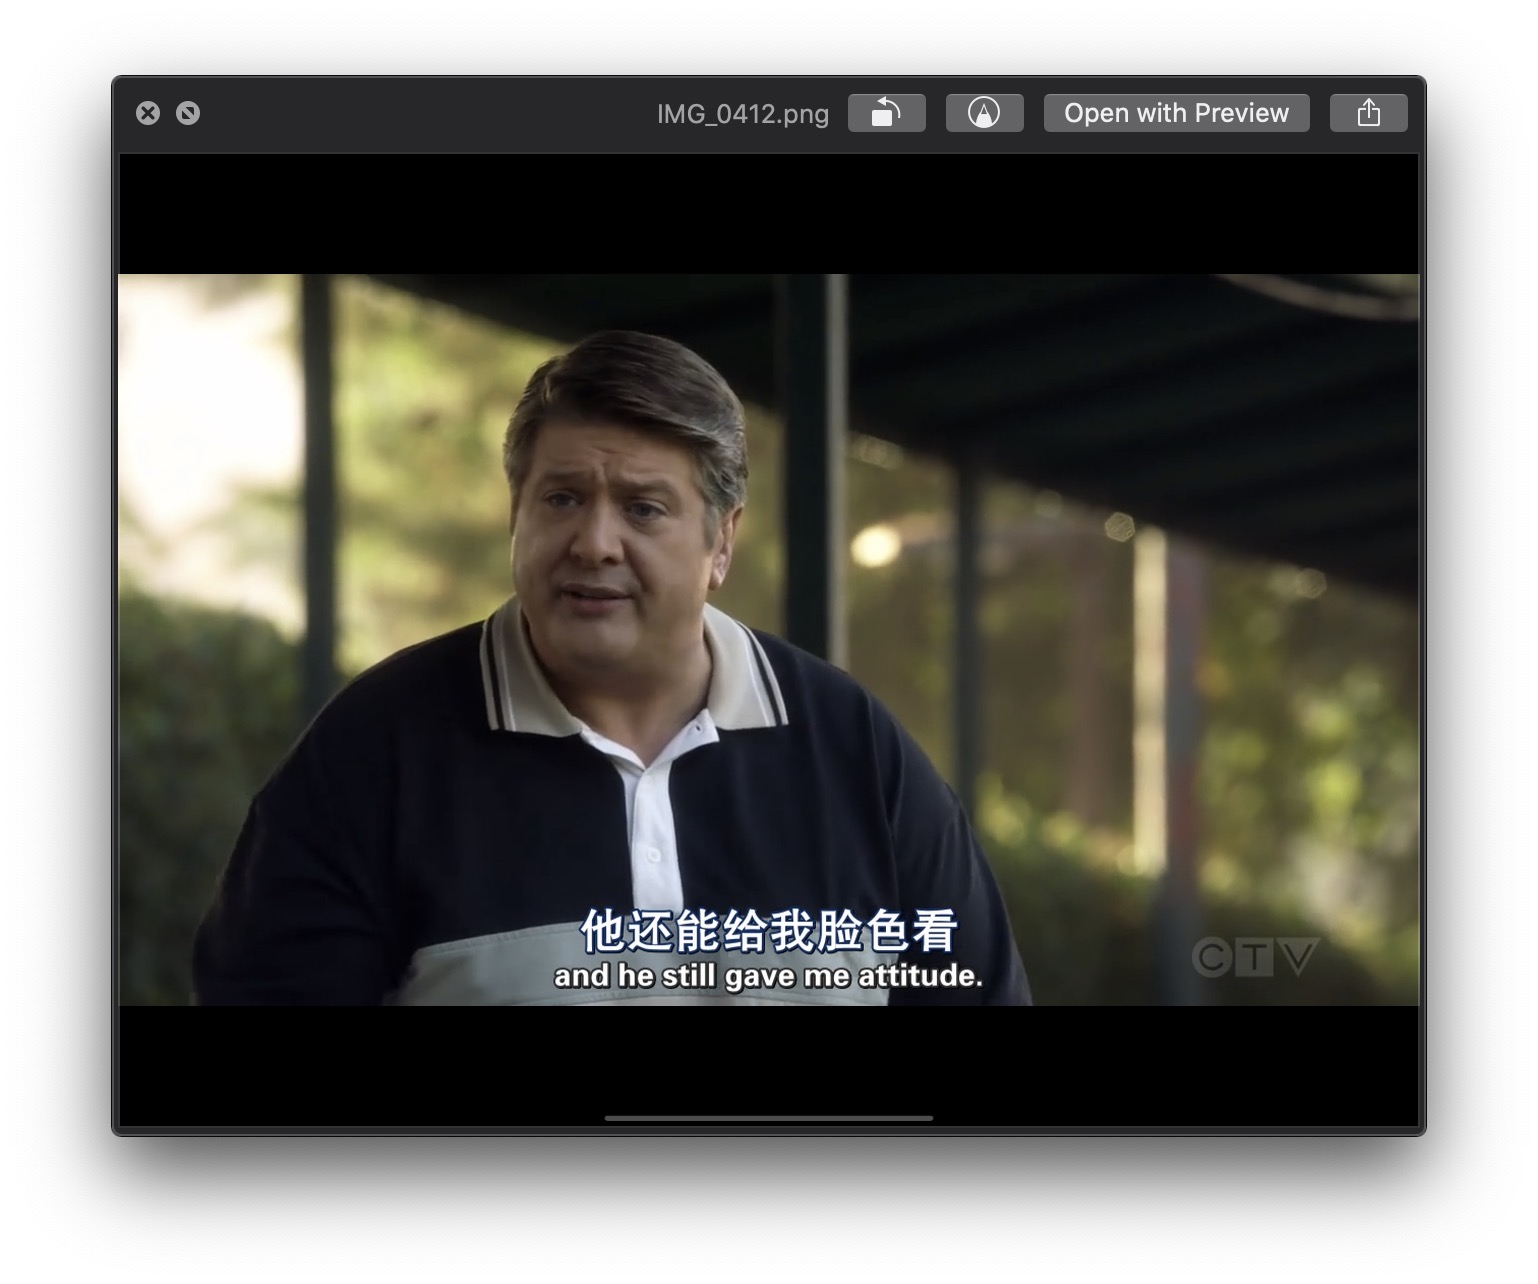 IMG_0412.png
Open with Preview
他还能给我脸色看
and he still gave me attitude.
CTV